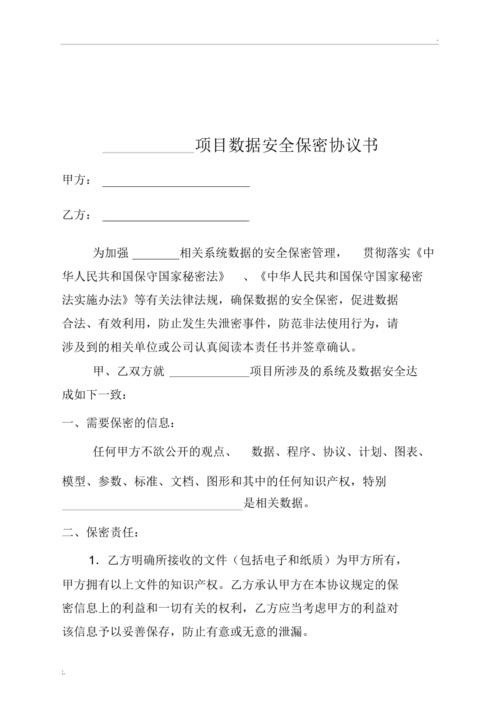 :
____________项目数据安全保密协议书
甲方： ____________________
乙方： ____________________
为加强 ______相关系统数据的安全保密管理， 贯彻落实《中
华人民共和国保守国家秘密法》 、《中华人民共和国保守国家秘密
法实施办法》等有关法律法规，确保数据的安全保密，促进数据
合法、有效利用，防止发生失泄密事件，防范非法使用行为，请
涉及到的相关单位或公司认真阅读本责任书并签章确认。
甲、乙双方就 ___________项目所涉及的系统及数据安全达
成如下一致：
一、需要保密的信息：
任何甲方不欲公开的观点、 数据、程序、协议、计划、图表、
模型、参数、标准、文档、图形和其中的任何知识产权，特别
_________________________是相关数据。
二、保密责任：
1．乙方明确所接收的文件（包括电子和纸质）为甲方所有，
甲方拥有以上文件的知识产权。乙方承认甲方在本协议规定的保
密信息上的利益和一切有关的权利，乙方应当考虑甲方的利益对
该信息予以妥善保存，防止有意或无意的泄漏。
;.